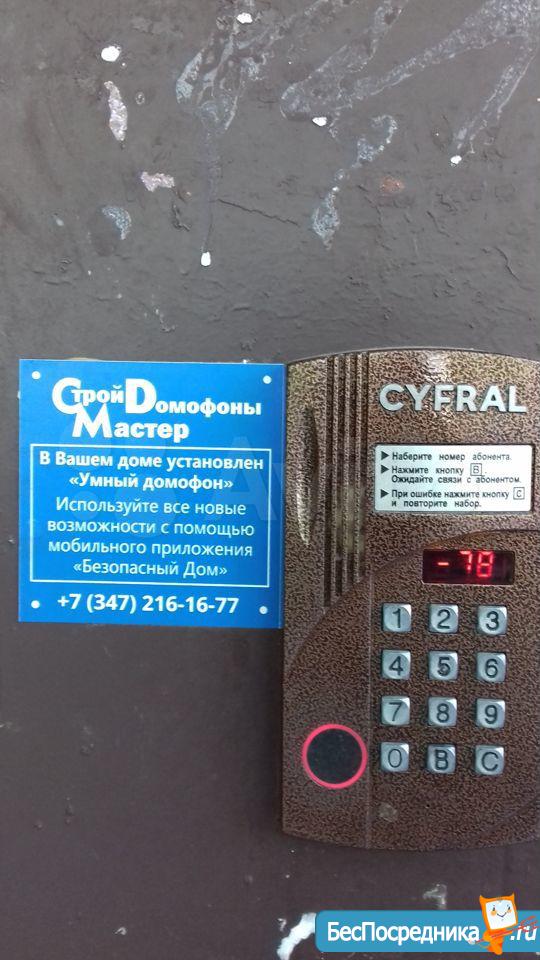 СтройDомофоны
Мастер
В Вашем доме установлен
«Умный домофон»
Используйте все новые
возможности с помощью
мобильного приложения
«Безопасный Дом»
+7 (347) 216-16-77
CYFRAL
Наберите номер абонента.
Нажмите кнопку B.
Ожидайте связи с абонентом.
При ошибке нажмите кнопку C
и повторите набор.
-78
1 2 3
4 5 6
7 8 9
0 B C
БесПосредника.ru